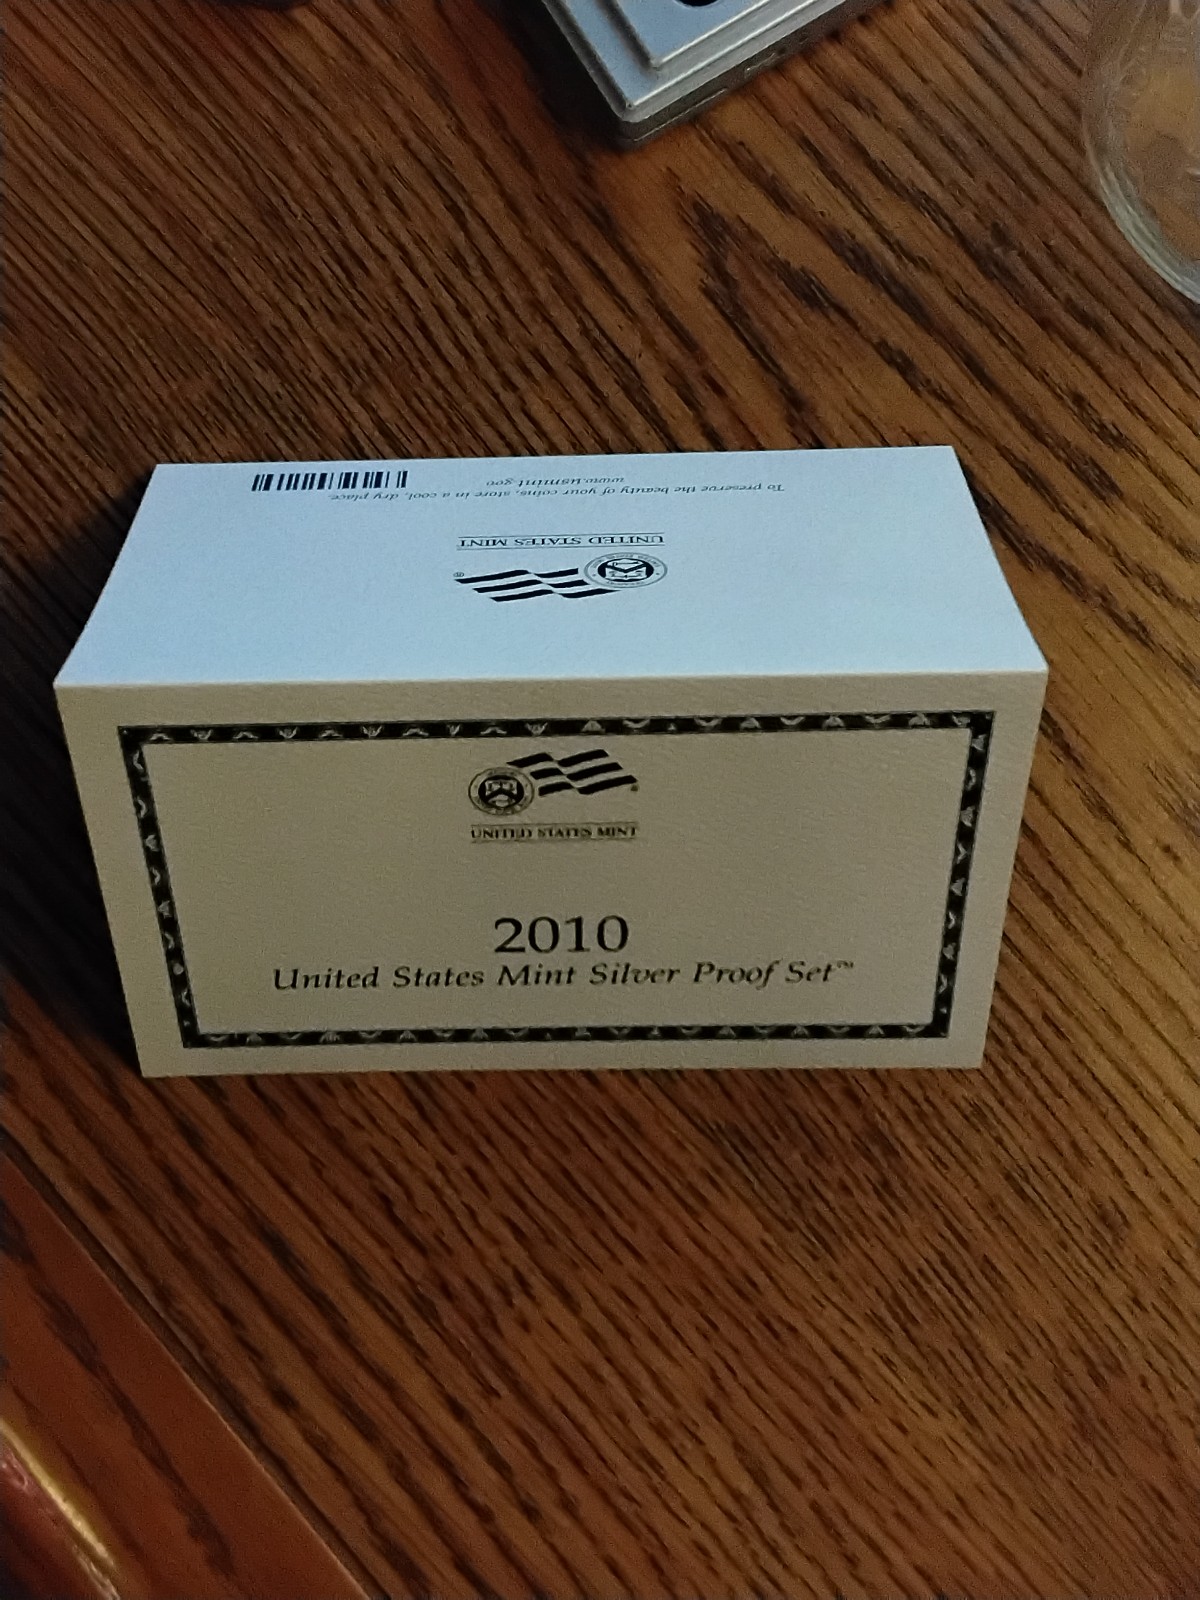 To preserve the beauty of your coins, store in a cool, dry place.
www.usmint.gov
UNITED STATES MINT
®
UNITED STATES MINT
2010
United States Mint Silver Proof Set™